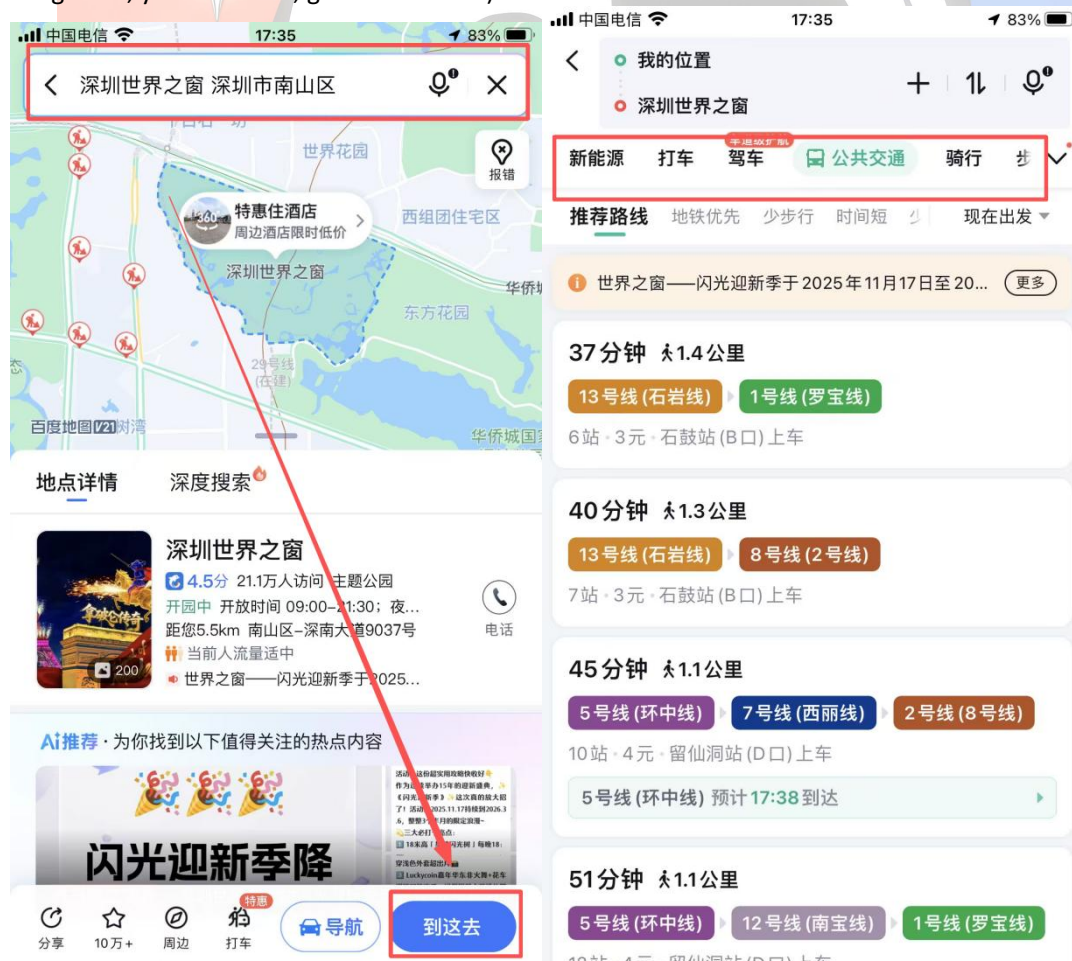 中国电信 17:35 83%
深圳世界之窗 深圳市南山区
世界花园
报错
360
特惠住酒店
周边酒店限时低价
西组团住宅区
深圳世界之窗
华侨
东方花园
29号线
(在建)
百度地图 V21 树湾
华侨城国
地点详情 深度搜索
深圳世界之窗
4.5分 21.1万人访问 主题公园
开园中 开放时间 09:00-21:30；夜...
距您5.5km 南山区-深南大道9037号
电话
当前人流量适中
200
世界之窗——闪光迎新季于2025...
Ai推荐·为你找到以下值得关注的热点内容
闪光迎新季降
特惠
分享 10万+ 周边 打车 导航 到这去
中国电信 17:35 83%
我的位置
深圳世界之窗
新能源 打车 驾车 公共交通 骑行 步
推荐路线 地铁优先 少步行 时间短 少 现在出发
世界之窗——闪光迎新季于2025年11月17日至20... 更多
37分钟 1.4公里
13号线(石岩线) 1号线(罗宝线)
6站·3元·石鼓站(B口)上车
40分钟 1.3公里
13号线(石岩线) 8号线(2号线)
7站·3元·石鼓站(B口)上车
45分钟 1.1公里
5号线(环中线) 7号线(西丽线) 2号线(8号线)
10站·4元·留仙洞站(D口)上车
5号线(环中线) 预计17:38到达
51分钟 1.1公里
5号线(环中线) 12号线(南宝线) 1号线(罗宝线)